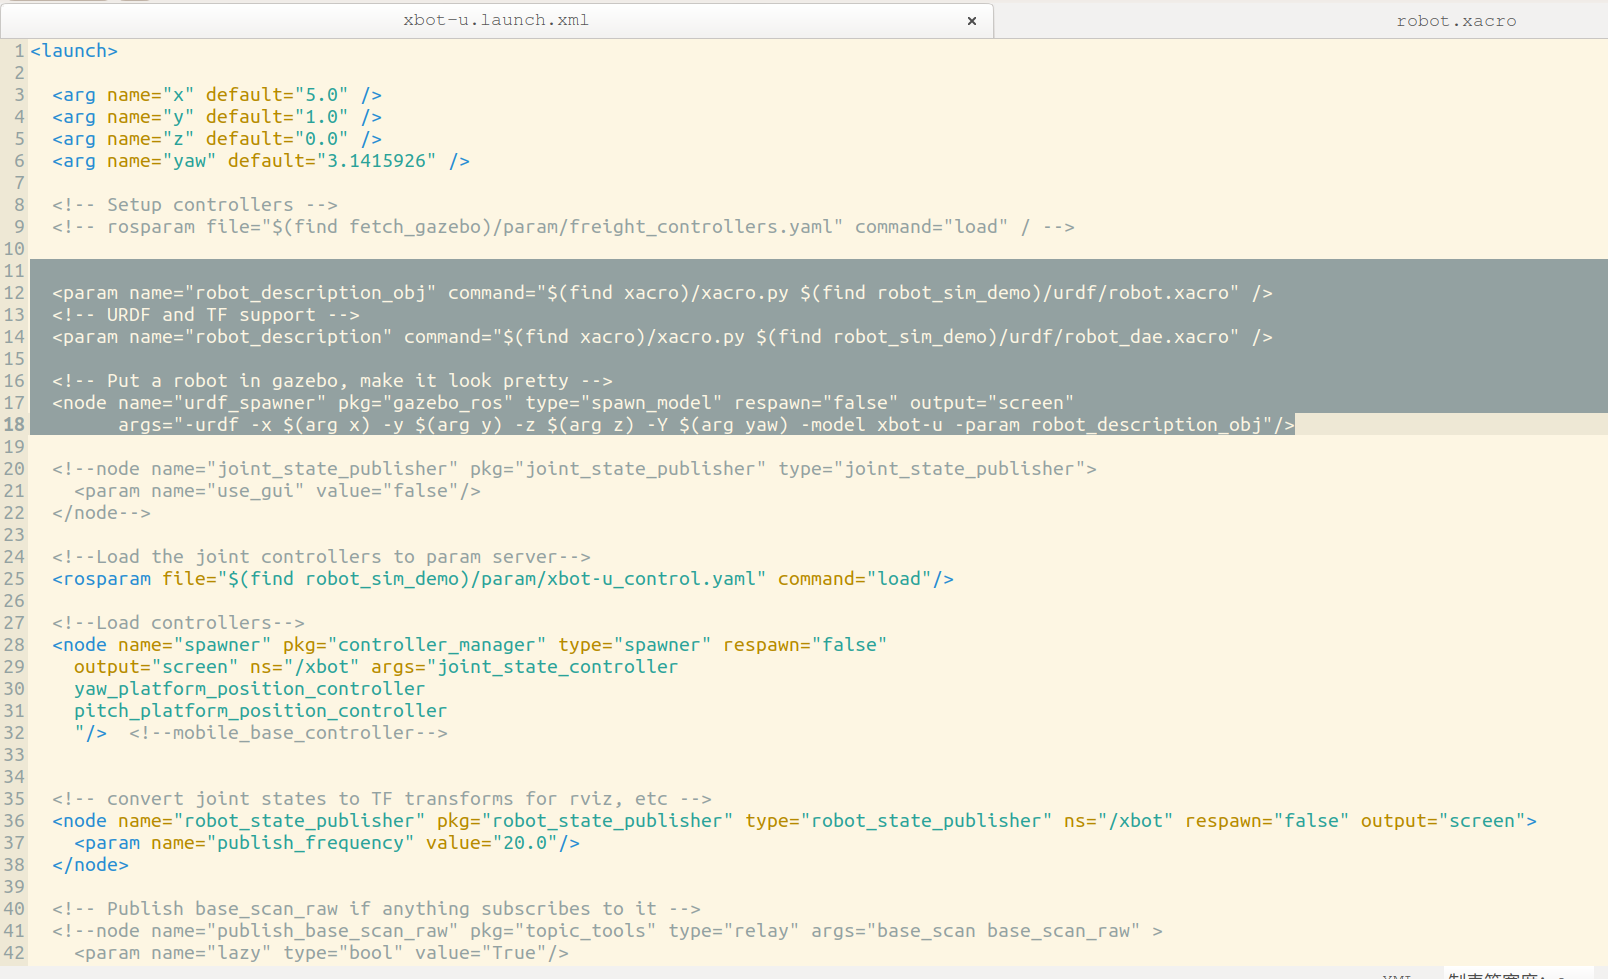 xbot-u.launch.xml × robot.xacro
1 <launch>
2
3 <arg name="x" default="5.0" />
4 <arg name="y" default="1.0" />
5 <arg name="z" default="0.0" />
6 <arg name="yaw" default="3.1415926" />
7
8 <!-- Setup controllers -->
9 <!-- rosparam file="$(find fetch_gazebo)/param/freight_controllers.yaml" command="load" / -->
10
11
12 <param name="robot_description_obj" command="$(find xacro)/xacro.py $(find robot_sim_demo)/urdf/robot.xacro" />
13 <!-- URDF and TF support -->
14 <param name="robot_description" command="$(find xacro)/xacro.py $(find robot_sim_demo)/urdf/robot_dae.xacro" />
15
16 <!-- Put a robot in gazebo, make it look pretty -->
17 <node name="urdf_spawner" pkg="gazebo_ros" type="spawn_model" respawn="false" output="screen"
18 args="-urdf -x $(arg x) -y $(arg y) -z $(arg z) -Y $(arg yaw) -model xbot-u -param robot_description_obj"/>
19
20 <!--node name="joint_state_publisher" pkg="joint_state_publisher" type="joint_state_publisher">
21 <param name="use_gui" value="false"/>
22 </node-->
23
24 <!--Load the joint controllers to param server-->
25 <rosparam file="$(find robot_sim_demo)/param/xbot-u_control.yaml" command="load"/>
26
27 <!--Load controllers-->
28 <node name="spawner" pkg="controller_manager" type="spawner" respawn="false"
29 output="screen" ns="/xbot" args="joint_state_controller
30 yaw_platform_position_controller
31 pitch_platform_position_controller
32 "/> <!--mobile_base_controller-->
33
34
35 <!-- convert joint states to TF transforms for rviz, etc -->
36 <node name="robot_state_publisher" pkg="robot_state_publisher" type="robot_state_publisher" ns="/xbot" respawn="false" output="screen">
37 <param name="publish_frequency" value="20.0"/>
38 </node>
39
40 <!-- Publish base_scan_raw if anything subscribes to it -->
41 <!--node name="publish_base_scan_raw" pkg="topic_tools" type="relay" args="base_scan base_scan_raw" >
42 <param name="lazy" type="bool" value="True"/>